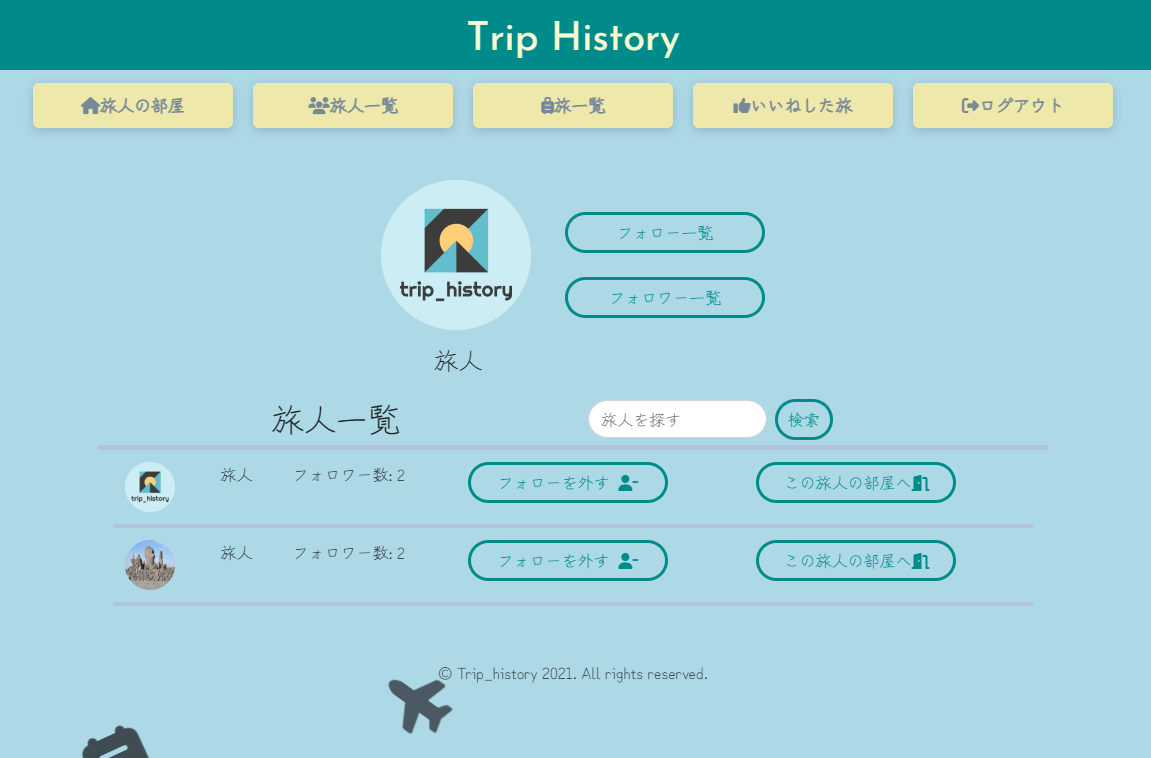 Trip History
旅人の部屋 旅人一覧 旅一覧 いいねした旅 ログアウト
trip_history
フォロー一覧
フォロワー一覧
旅人
旅人一覧 旅人を探す 検索
trip_history 旅人 フォロワー数: 2 フォローを外す この旅人の部屋へ
旅人 フォロワー数: 2 フォローを外す この旅人の部屋へ
© Trip_history 2021. All rights reserved.